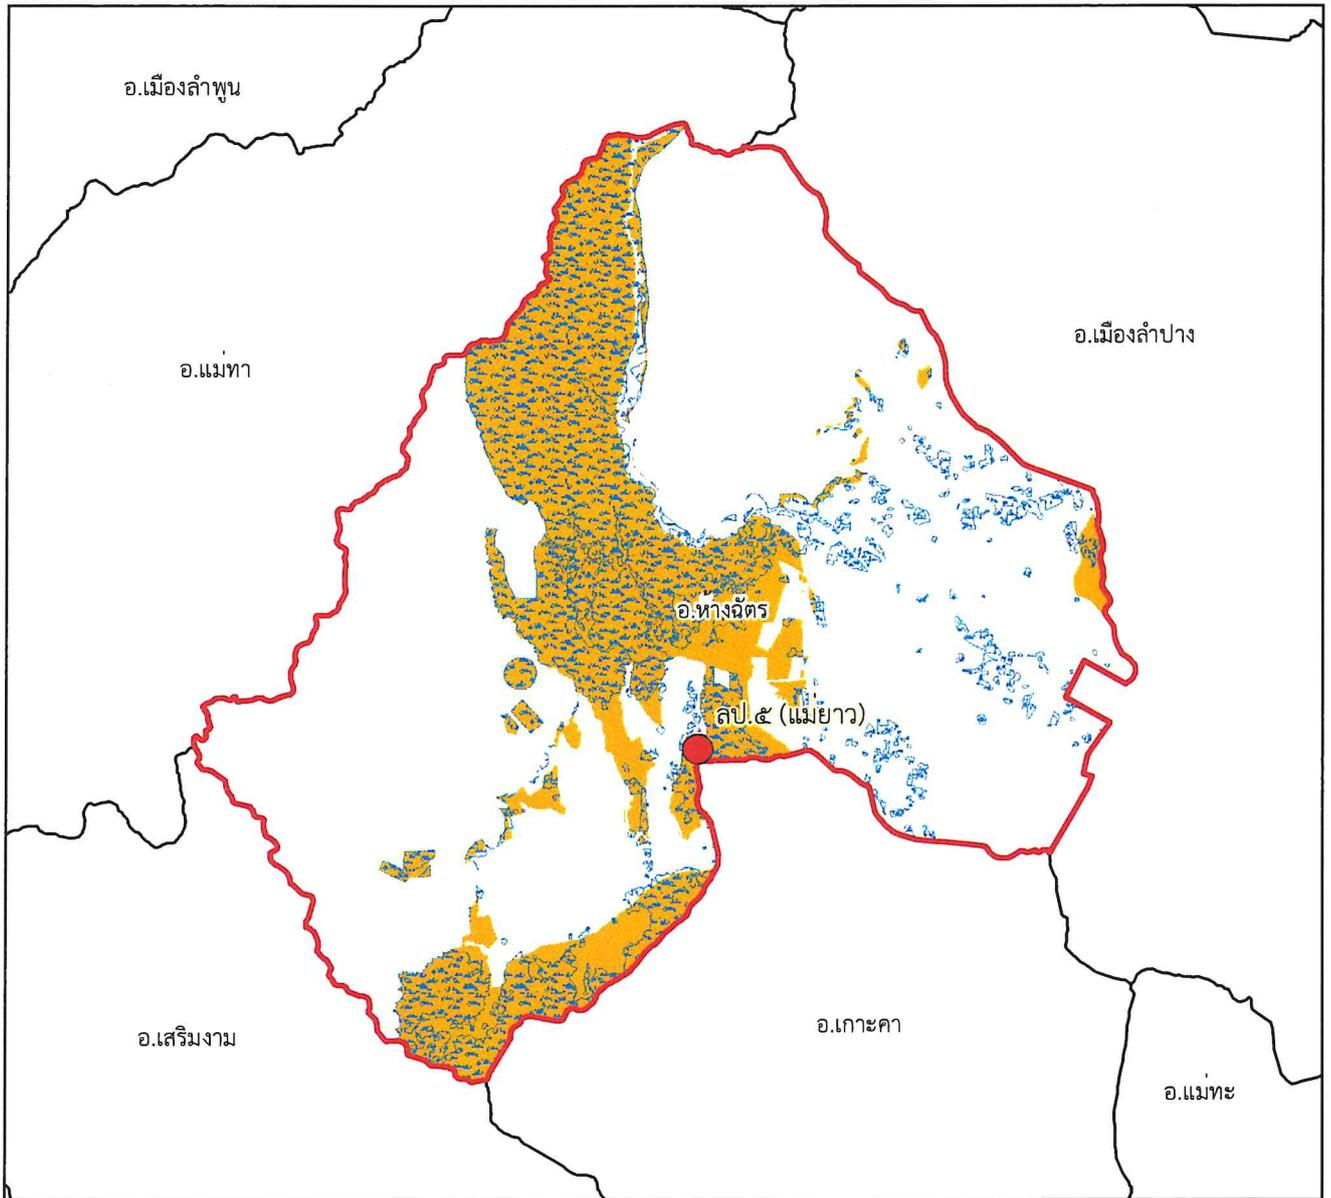 อ.เมืองลำพูน
อ.เมืองลำปาง
อ.แม่ทา
อ.ห้างฉัตร
ลป.๕ (แม่ยาว)
อ.เกาะคา
อ.เสริมงาม
อ.แม่ทะ